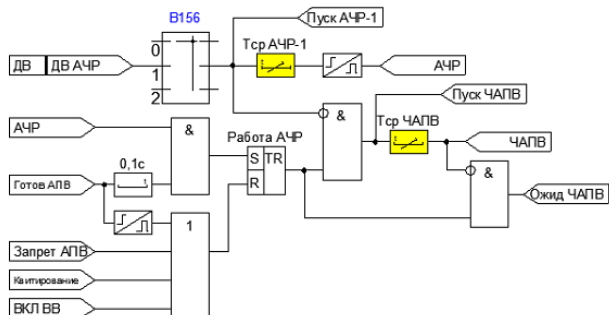 В156
Пуск АЧР-1
Тср АЧР-1
0
1
2
ДВ
ДВ АЧР
АЧР
Пуск ЧАПВ
АЧР
&
&
Тср ЧАПВ
Работа АЧР
ЧАПВ
0,1с
S TR
R
Готов АПВ
&
Ожид ЧАПВ
1
Запрет АПВ
Квитирование
ВКЛ ВВ